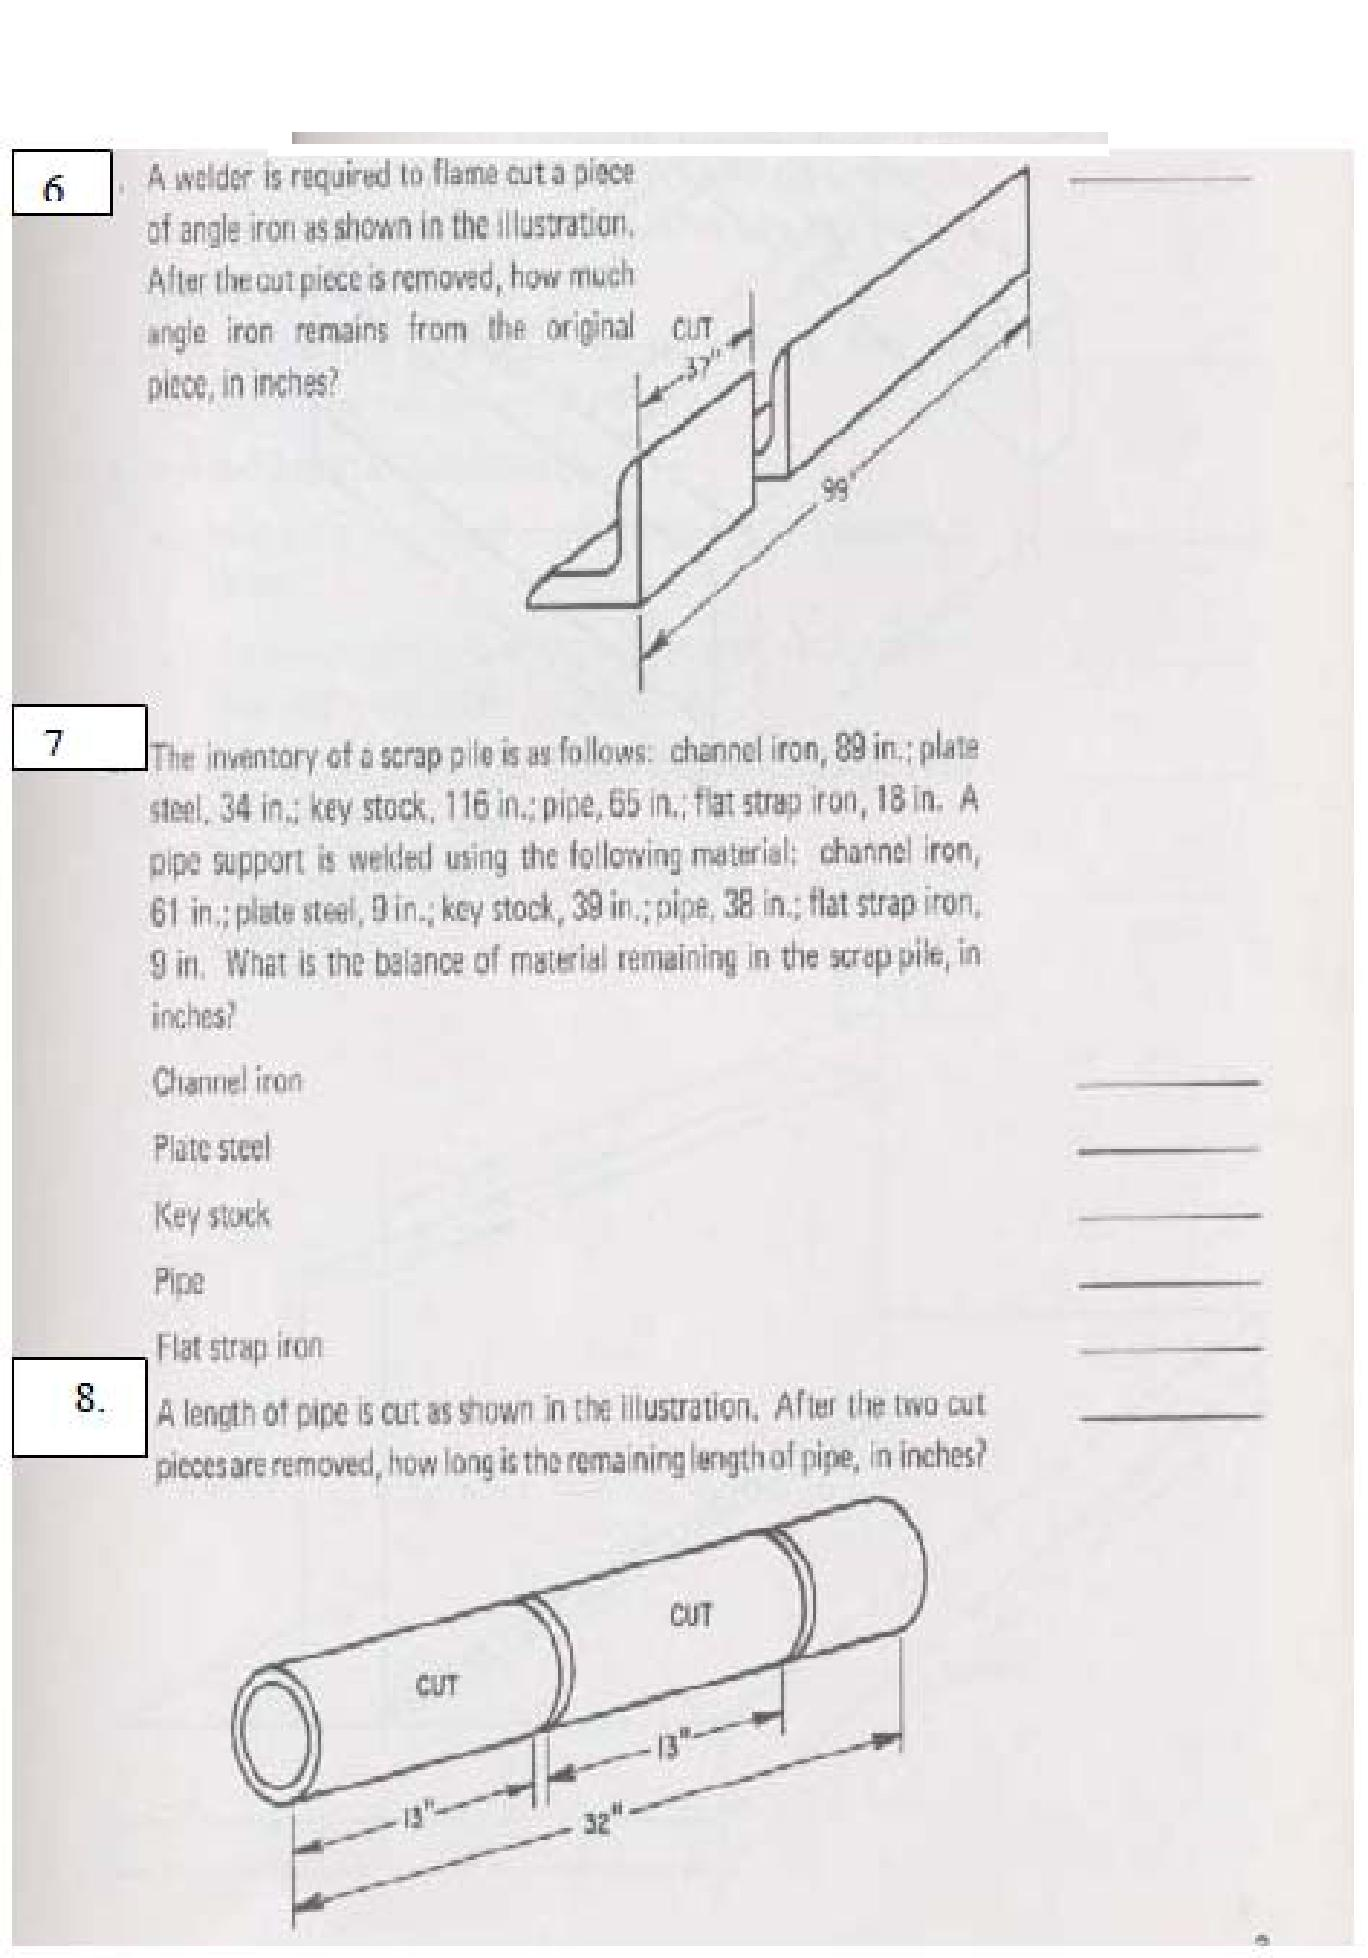 6
A welder is required to flame cut a piece
of angle iron as shown in the illustration.
After the cut piece is removed, how much
angle iron remains from the original
piece, in inches?
CUT
37"
99"
7
The inventory of a scrap pile is as follows: channel iron, 89 in.; plate
steel, 34 in.; key stock, 116 in.; pipe, 65 in.; flat strap iron, 18 in. A
pipe support is welded using the following material: channel iron,
61 in.; plate steel, 9 in.; key stock, 39 in.; pipe, 38 in.; flat strap iron,
9 in. What is the balance of material remaining in the scrap pile, in
inches?
Channel iron
Plate steel
Key stock
Pipe
Flat strap iron
8.
A length of pipe is cut as shown in the illustration. After the two cut
pieces are removed, how long is the remaining length of pipe, in inches?
CUT
CUT
13"
13"
32"